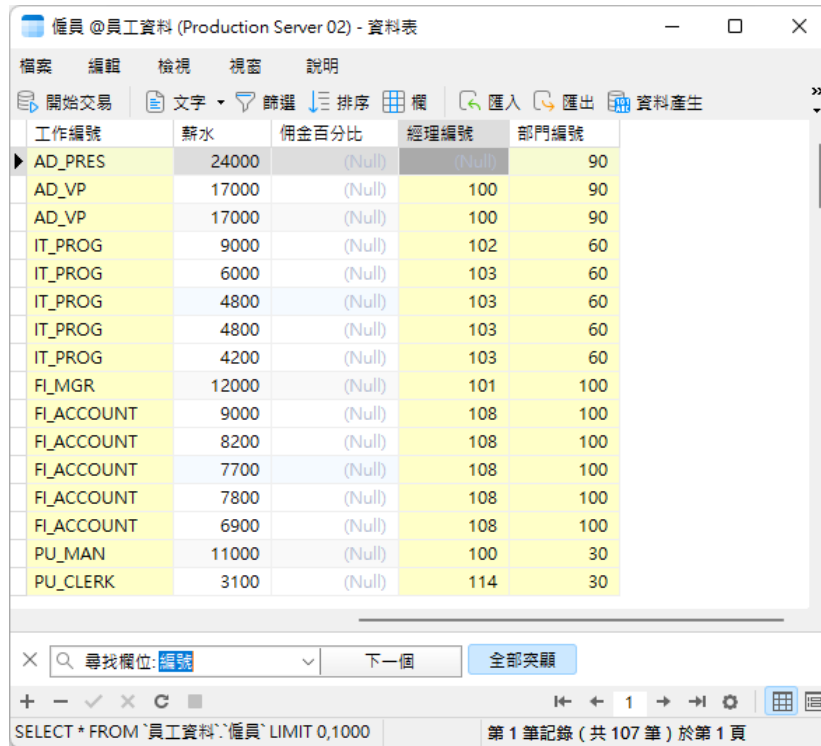 僱員 @員工資料 (Production Server 02) - 資料表
檔案 編輯 檢視 視窗 說明
開始交易 文字 篩選 排序 欄 匯入 匯出 資料產生
工作編號 薪水 佣金百分比 經理編號 部門編號
AD_PRES 24000 (Null) (Null) 90
AD_VP 17000 (Null) 100 90
AD_VP 17000 (Null) 100 90
IT_PROG 9000 (Null) 102 60
IT_PROG 6000 (Null) 103 60
IT_PROG 4800 (Null) 103 60
IT_PROG 4800 (Null) 103 60
IT_PROG 4200 (Null) 103 60
FI_MGR 12000 (Null) 101 100
FI_ACCOUNT 9000 (Null) 108 100
FI_ACCOUNT 8200 (Null) 108 100
FI_ACCOUNT 7700 (Null) 108 100
FI_ACCOUNT 7800 (Null) 108 100
FI_ACCOUNT 6900 (Null) 108 100
PU_MAN 11000 (Null) 100 30
PU_CLERK 3100 (Null) 114 30
尋找欄位: 編號 下一個 全部突顯
1
SELECT * FROM `員工資料`.`僱員` LIMIT 0,1000 第 1 筆記錄 ( 共 107 筆 ) 於第 1 頁